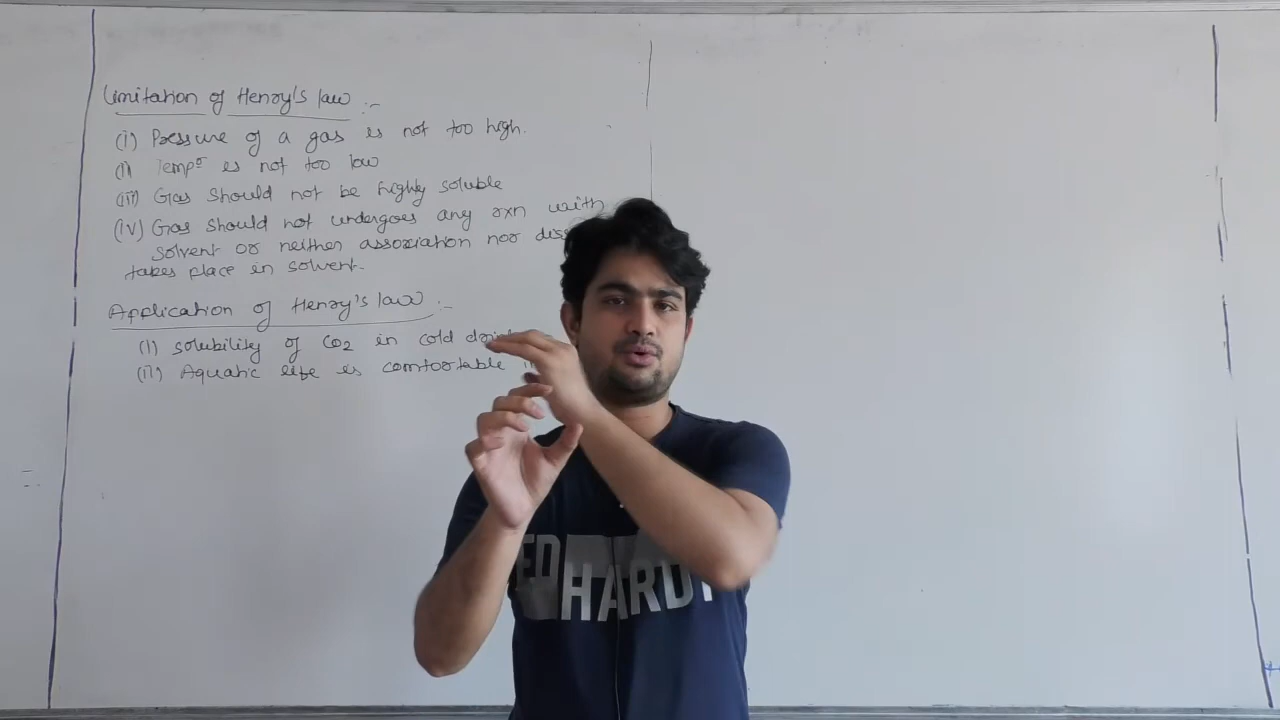 Limitation of Henry's law :-
(i) Pressure of a gas is not too high.
(ii) Tempr is not too low
(iii) Gas should not be highly soluble
(iv) Gas should not undergoes any rxn with
solvent or neither association nor
takes place in solvent.
Application of Henry's law :-
(i) solubility of CO2 in cold
(ii) Aquatic life is comfortable
ED
HARDY